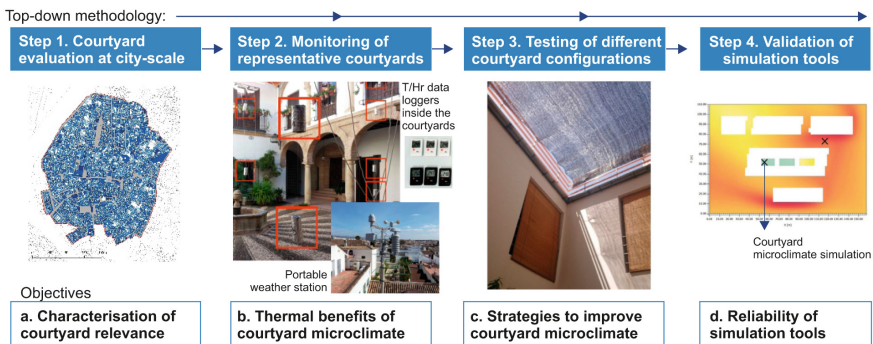 Top-down methodology:
Step 1. Courtyard
evaluation at city-scale
Step 2. Monitoring of
representative courtyards
Step 3. Testing of different
courtyard configurations
Step 4. Validation of
simulation tools
T/Hr data
loggers
inside the
courtyards
Portable
weather station
Courtyard
microclimate simulation
Objectives
a. Characterisation of
courtyard relevance
b. Thermal benefits of
courtyard microclimate
c. Strategies to improve
courtyard microclimate
d. Reliability of
simulation tools